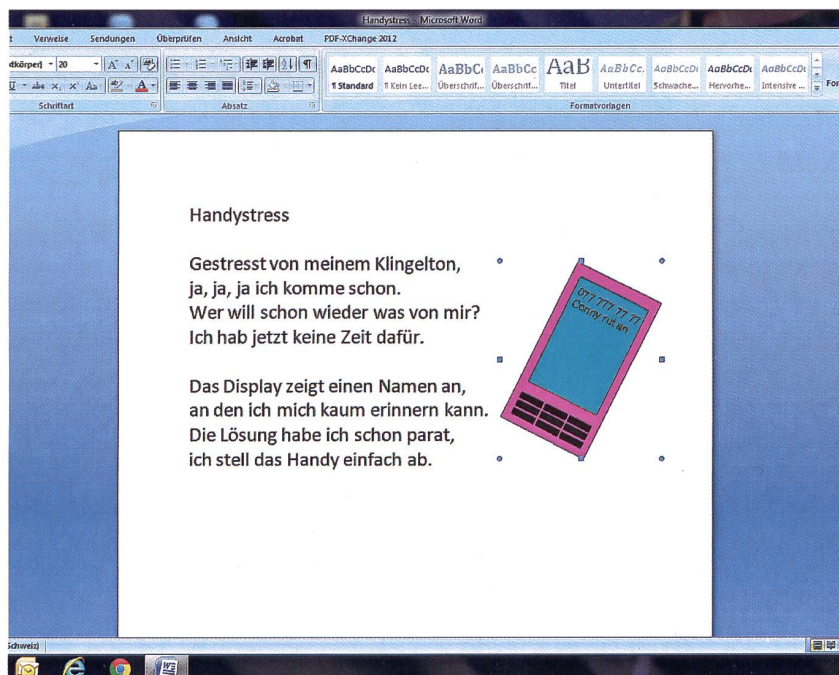 Handystress - Microsoft Word
Verweise Sendungen Überprüfen Ansicht Acrobat PDF-XChange 2012
20
AaBbCcDc AaBbCcDc AaBbC AaBbCc AaB AaBbCc. AaBbCcDi AaBbCcDi AaBbCcDi
¶ Standard ¶ Kein Lee... Überschrif... Überschrif... Titel Untertitel Schwache... Hervorhe... Intensive ...
Schriftart Absatz Formatvorlagen
Handystress
Gestresst von meinem Klingelton,
ja, ja, ja ich komme schon.
Wer will schon wieder was von mir?
Ich hab jetzt keine Zeit dafür.
Das Display zeigt einen Namen an,
an den ich mich kaum erinnern kann.
Die Lösung habe ich schon parat,
ich stell das Handy einfach ab.
077 777 77 77
Conny ruft an
Schweiz)